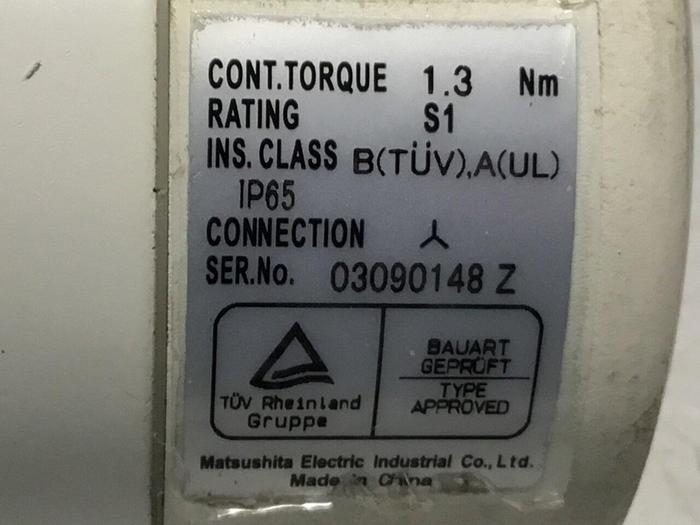 CONT.TORQUE 1.3 Nm
RATING S1
INS. CLASS B(TÜV),A(UL)
IP65
CONNECTION
SER.No. 03090148 Z
TÜV Rheinland
Gruppe
BAUART
GEPRÜFT
TYPE
APPROVED
Matsushita Electric Industrial Co., Ltd.
Made in China